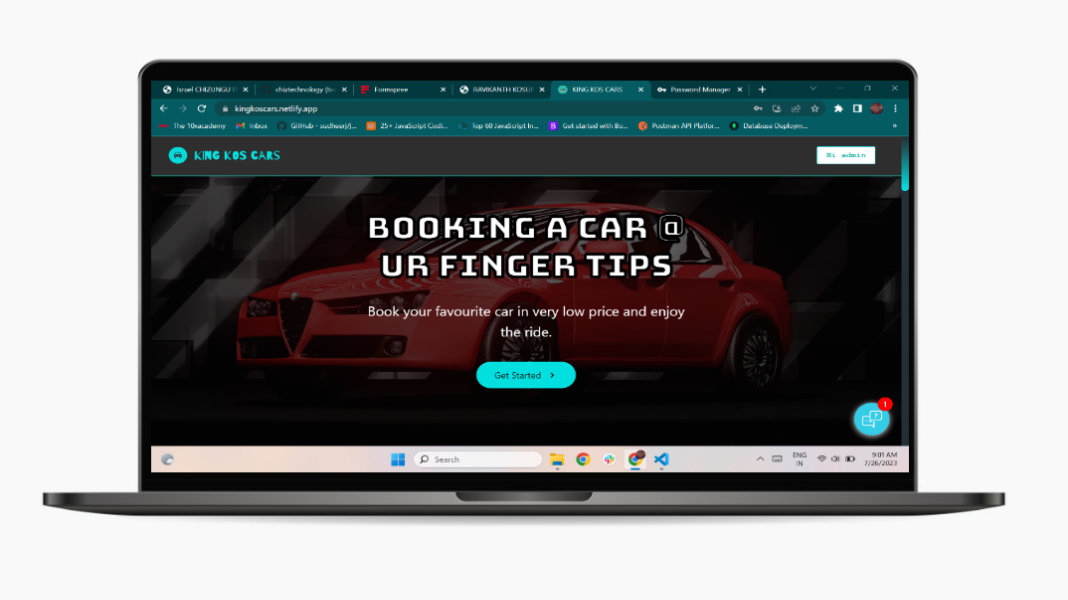 Israel CHIZUNGU
chiztechnology
Formspree
RAVIKANTH KOSUR
KING KOS CARS
Password Manager
kingkoscars.netlify.app
The 10xacademy
Inbox
GitHub - sudheerj/j...
25+ JavaScript Codi...
Top 60 JavaScript In...
Get started with Bo...
Postman API Platfor...
Database Deploym...
»
KING KOS CARS
Hi admin
BOOKING A CAR @
UR FINGER TIPS
Book your favourite car in very low price and enjoy
the ride.
Get Started >
1
Search
ENG
IN
9:01 AM
7/26/2023